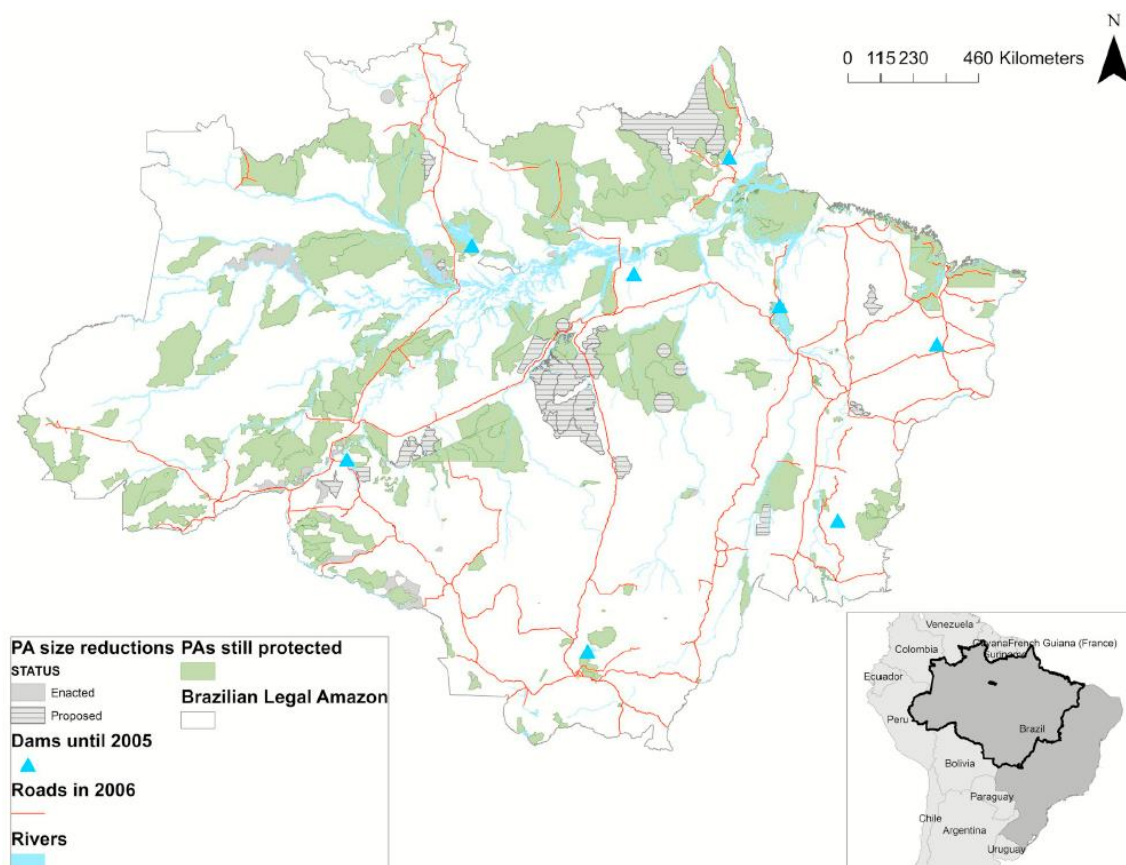 N
0 115 230 460 Kilometers
PA size reductions PAs still protected
STATUS
Enacted
Brazilian Legal Amazon
Proposed
Dams until 2005
Roads in 2006
Rivers
Venezuela
Guyana French Guiana (France)
Colombia
Suriname
Ecuador
Peru
Brazil
Bolivia
Paraguay
Chile
Argentina
Uruguay